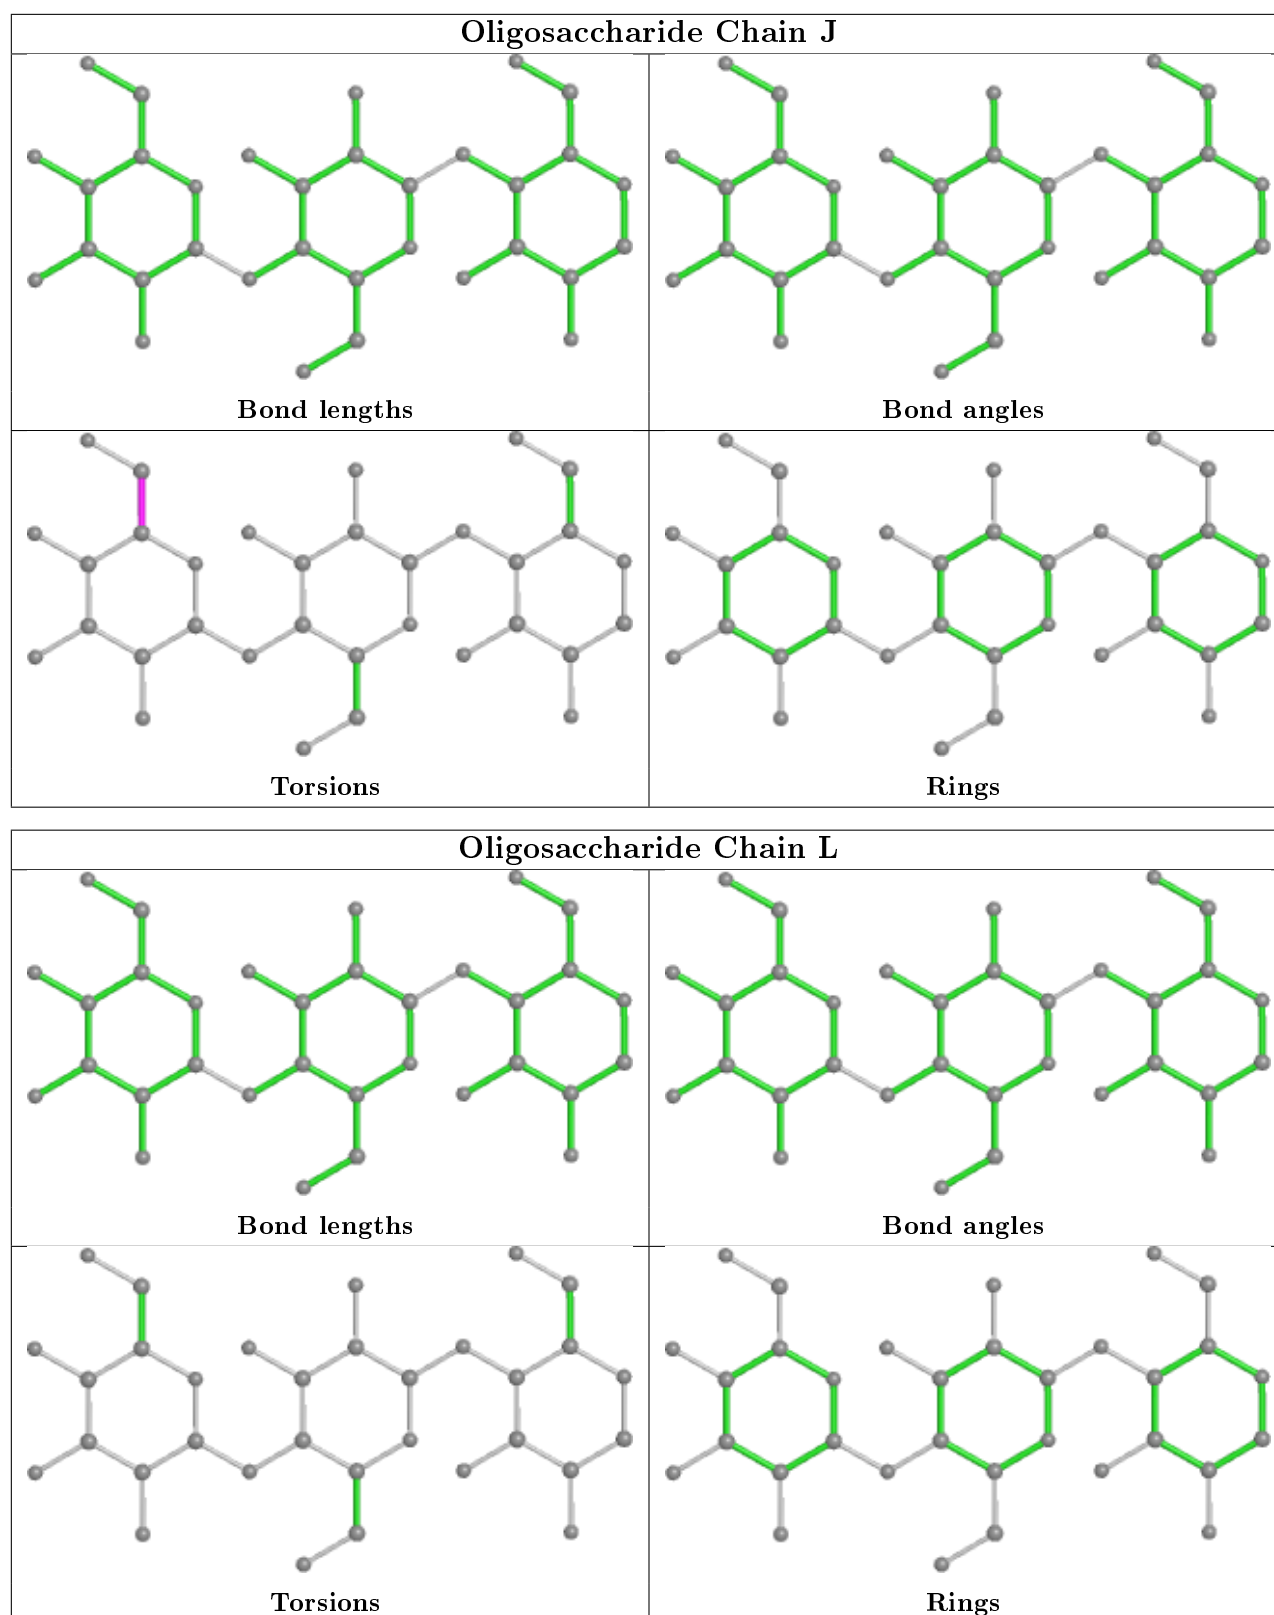 Oligosaccharide Chain J
Bond lengths
Bond angles
Torsions
Rings
Oligosaccharide Chain L
Bond lengths
Bond angles
Torsions
Rings